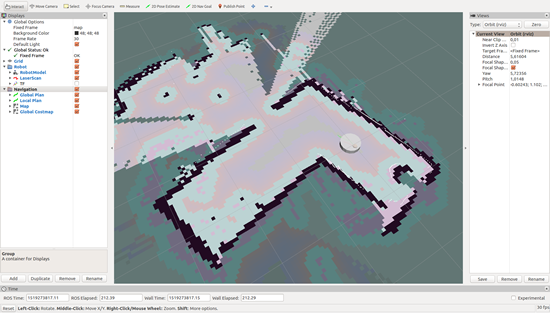 Interact Move Camera Select Focus Camera Measure 2D Pose Estimate 2D Nav Goal Publish Point
Displays
Global Options
Fixed Frame map
Background Color 48; 48; 48
Frame Rate 30
Default Light
Global Status: Ok
Fixed Frame OK
Grid
Robot
RobotModel
LaserScan
TF
Navigation
Global Plan
Local Plan
Map
Global Costmap
Group
A container for Displays
Add Duplicate Remove Rename
Views
Type: Orbit (rviz) Zero
Current View Orbit (rviz)
Near Clip ... 0,01
Invert Z Axis
Target Fra... <Fixed Frame>
Distance 5,61604
Focal Shap... 0,05
Focal Shap...
Yaw 5,72356
Pitch 1,0148
Focal Point -0.60243; 1.102; ...
Save Remove Rename
Time
ROS Time: 1519273817.11 ROS Elapsed: 212.39 Wall Time: 1519273817.15 Wall Elapsed: 212.29 Experimental
Reset Left-Click: Rotate. Middle-Click: Move X/Y. Right-Click/Mouse Wheel: Zoom. Shift: More options. 30 fps